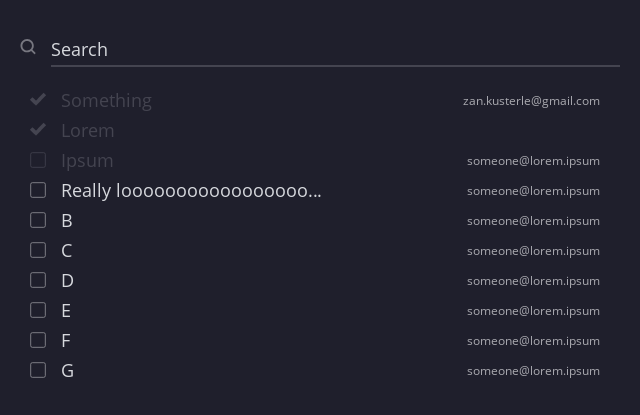 Search
Something zan.kusterle@gmail.com
Lorem
Ipsum someone@lorem.ipsum
Really looooooooooooooooo... someone@lorem.ipsum
B someone@lorem.ipsum
C someone@lorem.ipsum
D someone@lorem.ipsum
E someone@lorem.ipsum
F someone@lorem.ipsum
G someone@lorem.ipsum